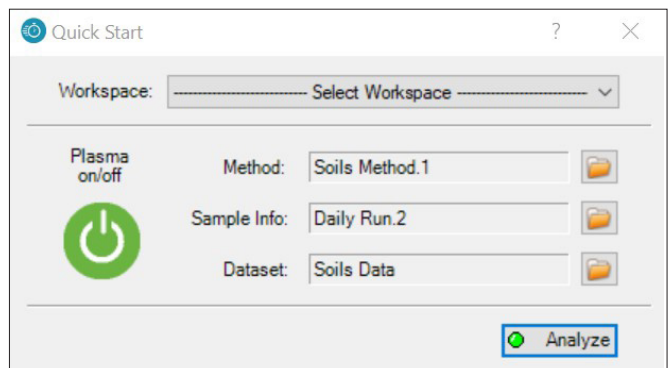 Quick Start
Workspace: ---------------------------- Select Workspace ----------------------------
Plasma
on/off
Method: Soils Method.1
Sample Info: Daily Run.2
Dataset: Soils Data
Analyze